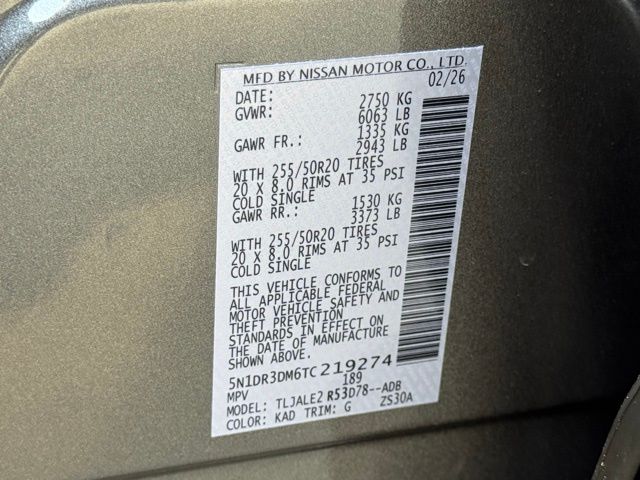 MFD BY NISSAN MOTOR CO., LTD.
DATE: 02/26
GVWR: 2750 KG
6063 LB
GAWR FR.: 1335 KG
2943 LB
WITH 255/50R20 TIRES
20 X 8.0 RIMS AT 35 PSI
COLD SINGLE
GAWR RR.: 1530 KG
3373 LB
WITH 255/50R20 TIRES
20 X 8.0 RIMS AT 35 PSI
COLD SINGLE
THIS VEHICLE CONFORMS TO
ALL APPLICABLE FEDERAL
MOTOR VEHICLE SAFETY AND
THEFT PREVENTION
STANDARDS IN EFFECT ON
THE DATE OF MANUFACTURE
SHOWN ABOVE.
5N1DR3DM6TC219274
MPV 189
MODEL: TLJALE2 R53D78--ADB
COLOR: KAD TRIM: G ZS30A